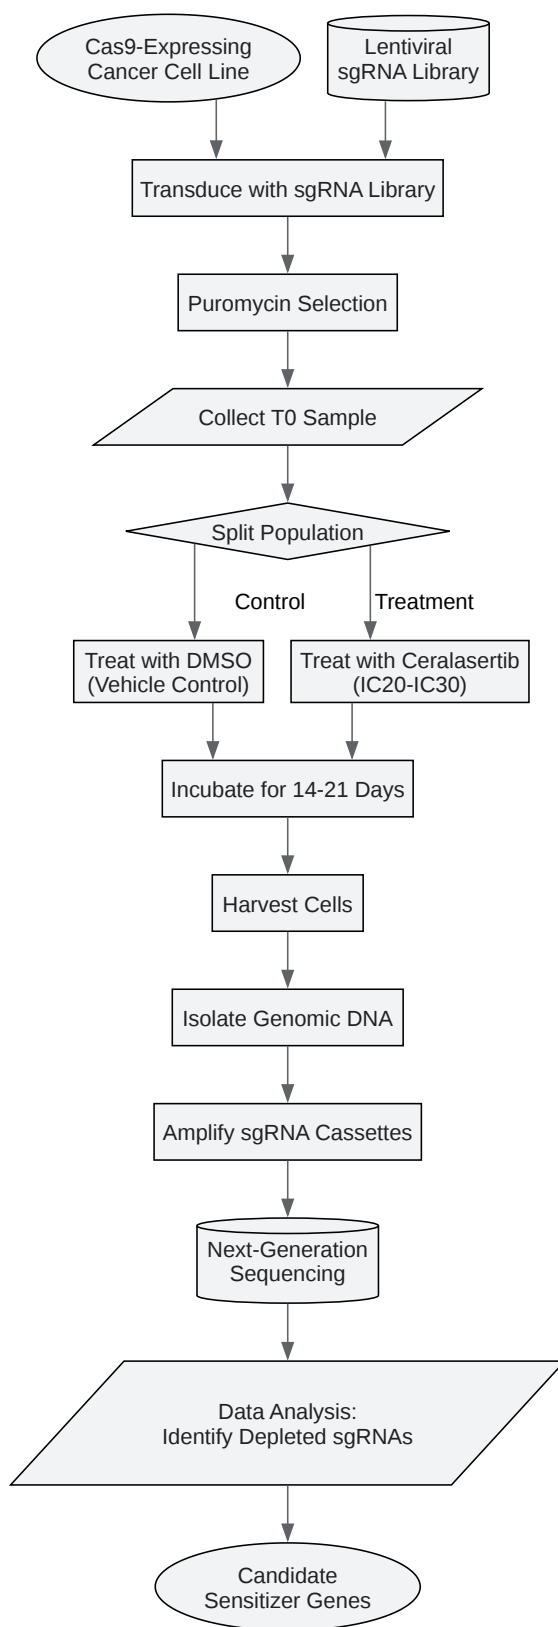 Cas9-Expressing
Cancer Cell Line
Lentiviral
sgRNA Library
Transduce with sgRNA Library
Puromycin Selection
Collect T0 Sample
Split Population
Control
Treatment
Treat with DMSO
(Vehicle Control)
Treat with Ceralasertib
(IC20-IC30)
Incubate for 14-21 Days
Harvest Cells
Isolate Genomic DNA
Amplify sgRNA Cassettes
Next-Generation
Sequencing
Data Analysis:
Identify Depleted sgRNAs
Candidate
Sensitizer Genes